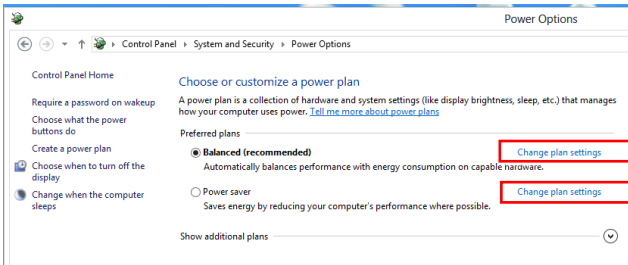 Power Options
Control Panel ▸ System and Security ▸ Power Options
Control Panel Home
Require a password on wakeup
Choose what the power
buttons do
Create a power plan
Choose when to turn off the
display
Change when the computer
sleeps
Choose or customize a power plan
A power plan is a collection of hardware and system settings (like display brightness, sleep, etc.) that manages
how your computer uses power. Tell me more about power plans
Preferred plans
Balanced (recommended) Change plan settings
Automatically balances performance with energy consumption on capable hardware.
Power saver Change plan settings
Saves energy by reducing your computer's performance where possible.
Show additional plans